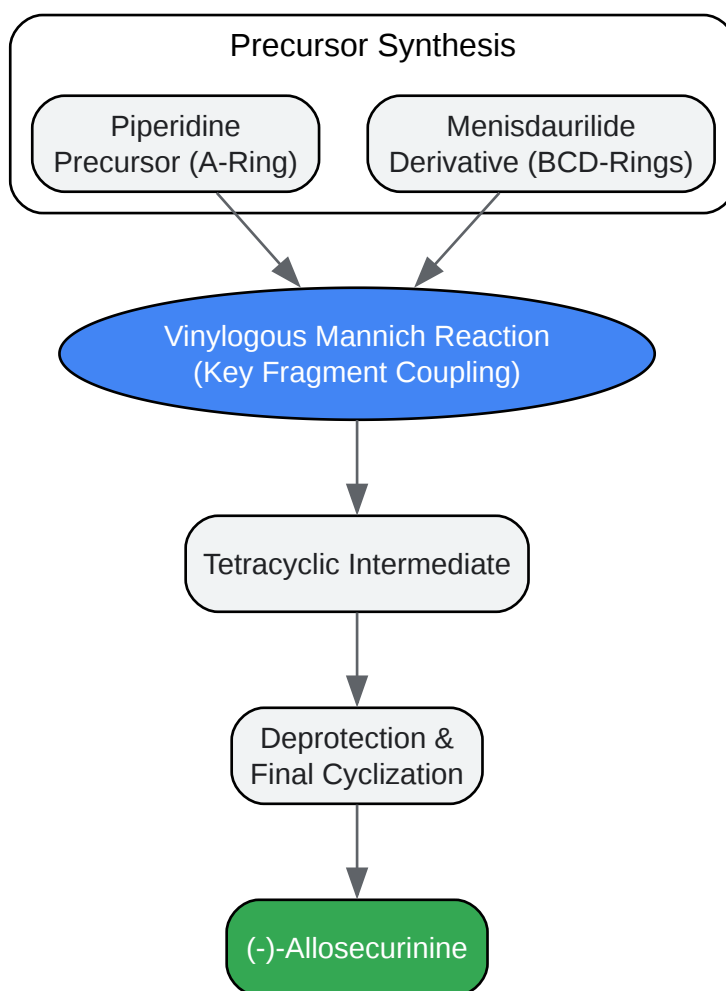 Precursor Synthesis
Piperidine
Precursor (A-Ring)
Menisdaurilide
Derivative (BCD-Rings)
Vinylogous Mannich Reaction
(Key Fragment Coupling)
Tetracyclic Intermediate
Deprotection &
Final Cyclization
(-)-Allosecurinine